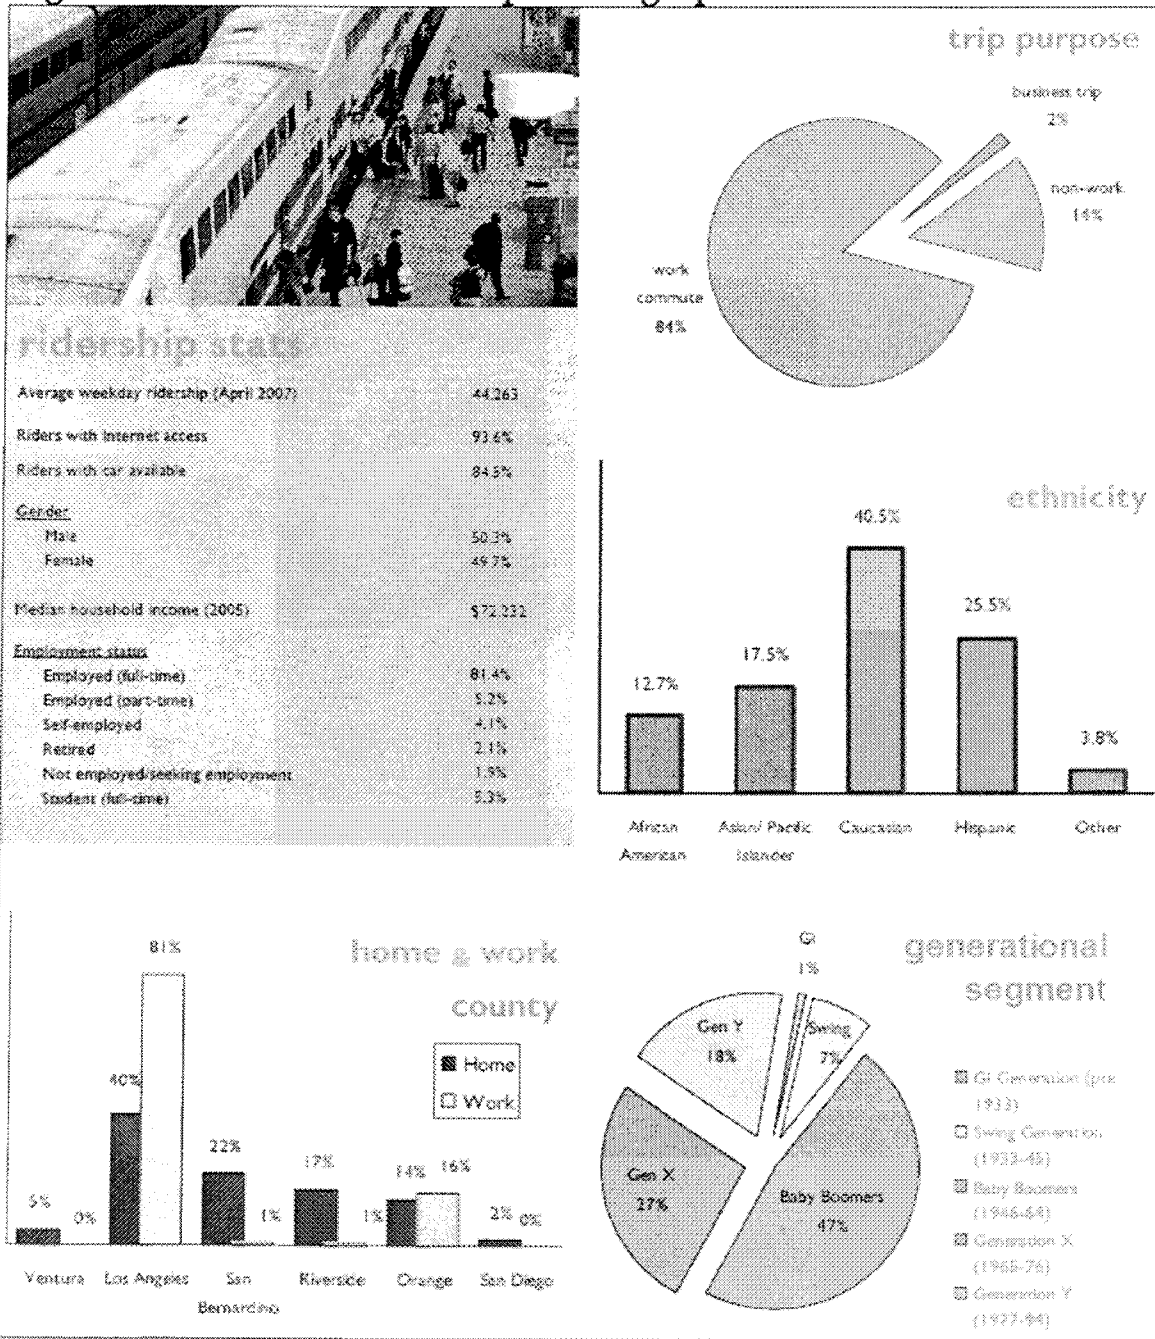 trip purpose
business trip
2%
non-work
14%
work
commute
84%
ridership stats
Average weekday ridership (April 2007) 44,263
Riders with Internet access 93.6%
Riders with car available 84.5%
Gender
Male 50.3%
Female 49.7%
Median household income (2005) $72,232
Employment status
Employed (full-time) 81.4%
Employed (part-time) 5.2%
Self-employed 4.1%
Retired 2.1%
Not employed/seeking employment 1.9%
Student (full-time) 5.3%
ethnicity
40.5%
25.5%
17.5%
12.7%
3.8%
African American
Asian/ Pacific Islander
Caucasian
Hispanic
Other
home & work
county
Home
Work
81%
40%
22%
17%
14% 16%
5% 0%
1%
1%
2% 0%
Ventura Los Angeles San Bernardino Riverside Orange San Diego
generational
segment
GI
1%
Swing
7%
Gen Y
18%
Gen X
27%
Baby Boomers
47%
GI Generation (pre
1933)
Swing Generation
(1933-45)
Baby Boomers
(1946-64)
Generation X
(1965-76)
Generation Y
(1977-94)